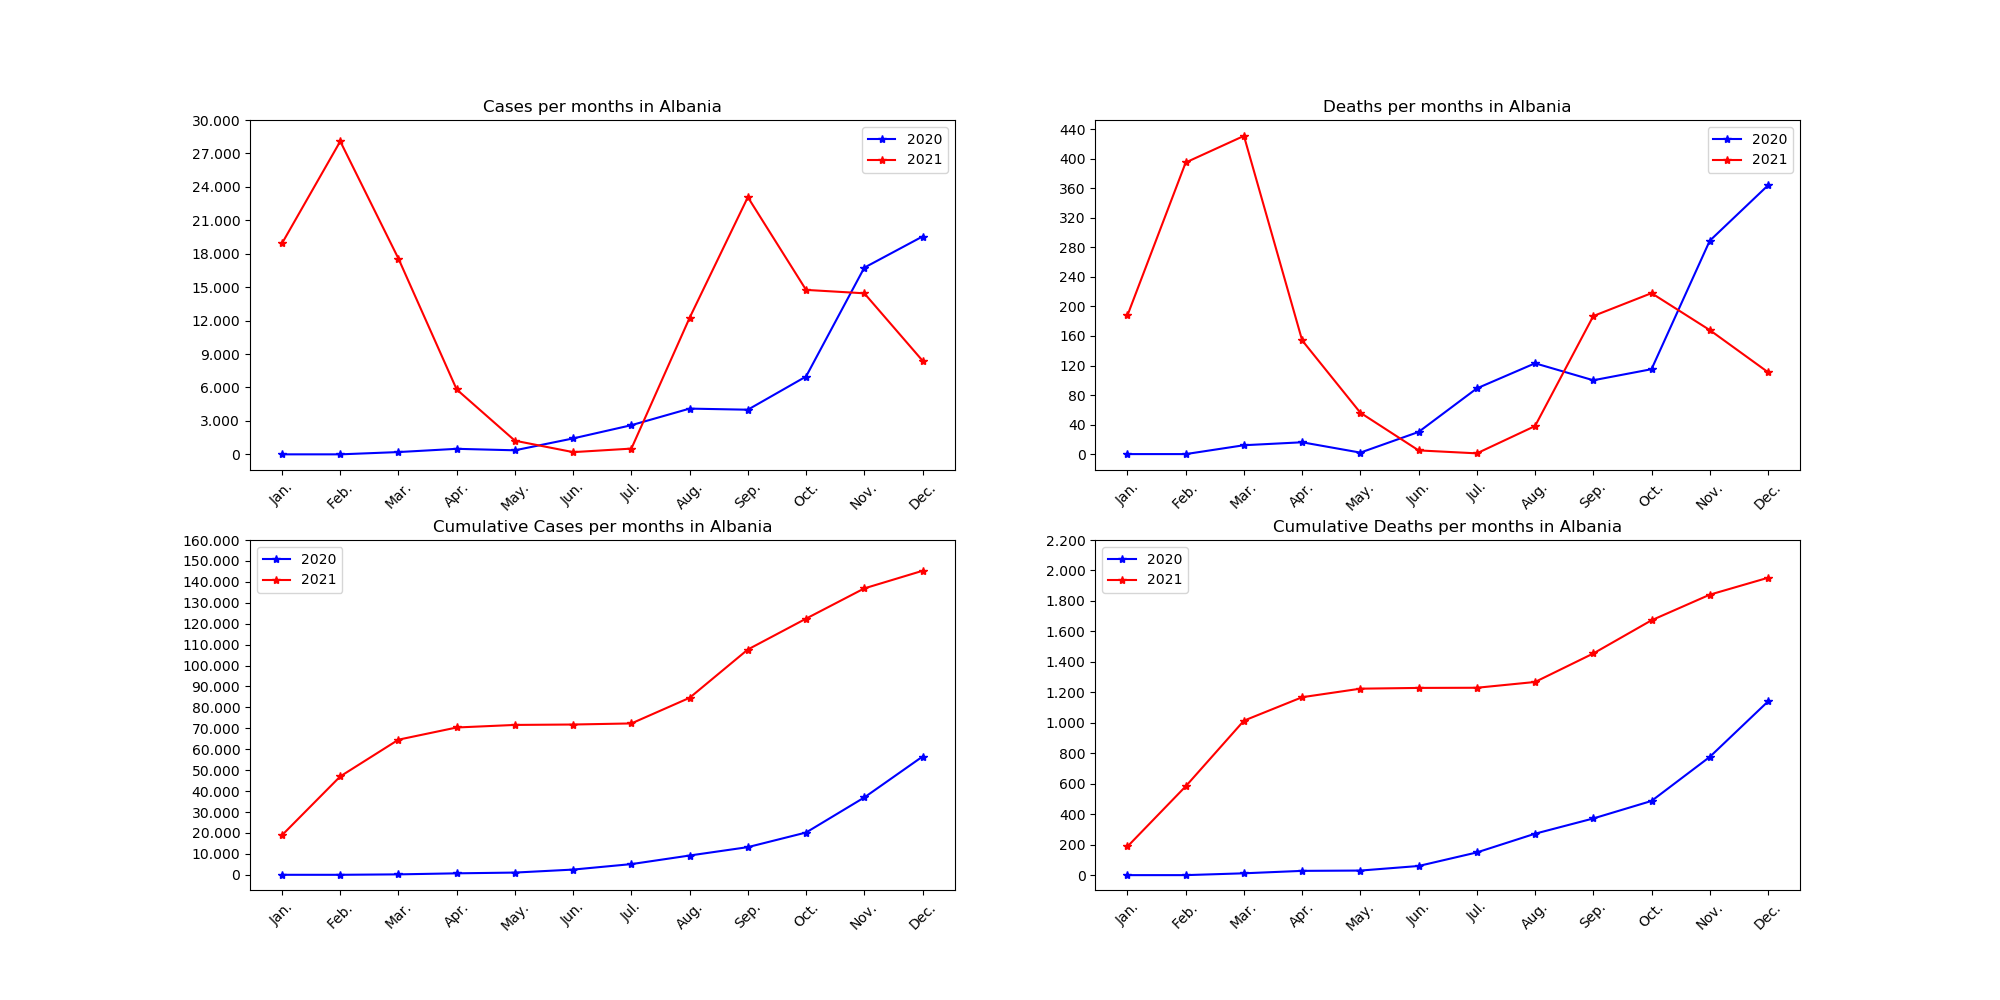 Cases per months in Albania
30.000
27.000
24.000
21.000
18.000
15.000
12.000
9.000
6.000
3.000
0
2020
2021
Jan.
Feb.
Mar.
Apr.
May.
Jun.
Jul.
Aug.
Sep.
Oct.
Nov.
Dec.
Deaths per months in Albania
440
400
360
320
280
240
200
160
120
80
40
0
2020
2021
Jan.
Feb.
Mar.
Apr.
May.
Jun.
Jul.
Aug.
Sep.
Oct.
Nov.
Dec.
Cumulative Cases per months in Albania
160.000
150.000
140.000
130.000
120.000
110.000
100.000
90.000
80.000
70.000
60.000
50.000
40.000
30.000
20.000
10.000
0
2020
2021
Jan.
Feb.
Mar.
Apr.
May.
Jun.
Jul.
Aug.
Sep.
Oct.
Nov.
Dec.
Cumulative Deaths per months in Albania
2.200
2.000
1.800
1.600
1.400
1.200
1.000
800
600
400
200
0
2020
2021
Jan.
Feb.
Mar.
Apr.
May.
Jun.
Jul.
Aug.
Sep.
Oct.
Nov.
Dec.